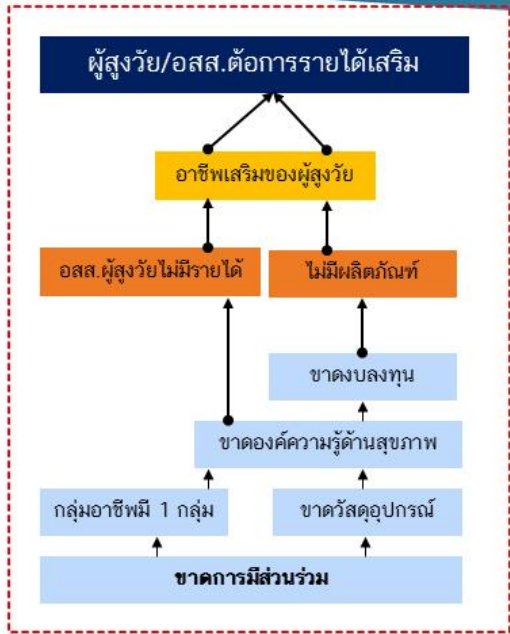 ผู้สูงวัย/อสส.ต้องการรายได้เสริม
อาชีพเสริมของผู้สูงวัย
อสส.ผู้สูงวัยไม่มีรายได้
ไม่มีผลิตภัณฑ์
ขาดงบลงทุน
ขาดองค์ความรู้ด้านสุขภาพ
กลุ่มอาชีพมี 1 กลุ่ม
ขาดวัสดุอุปกรณ์
ขาดการมีส่วนร่วม